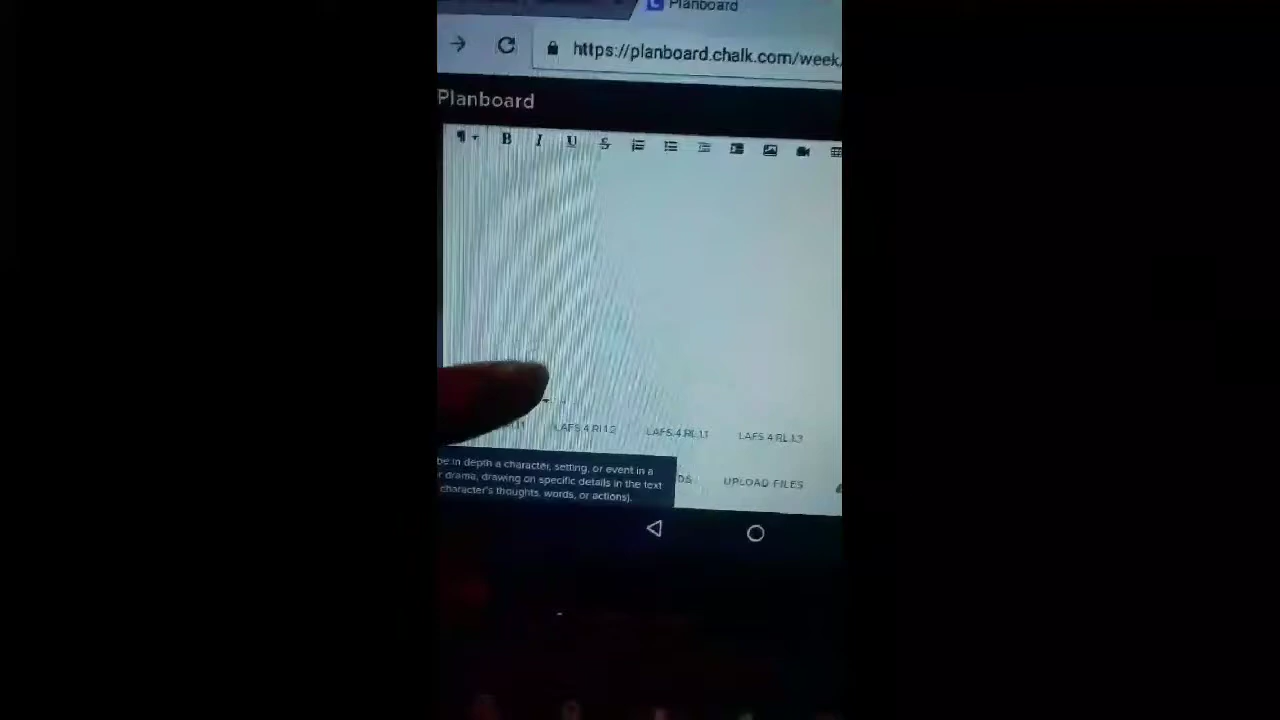 Planboard
https://planboard.chalk.com/week/
Planboard
B I U S
LAFS.4.RI.1.2 LAFS.4.RL.1.1 LAFS.4.RL.1.3
be in depth a character, setting, or event in a
r drama, drawing on specific details in the text
character's thoughts, words, or actions).
DS UPLOAD FILES